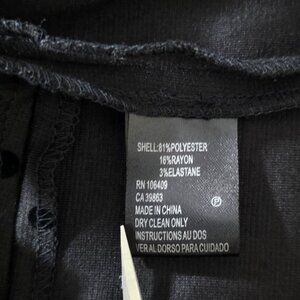 SHELL:81%POLYESTER
16%RAYON
3%ELASTANE
RN 106409
CA 39863
MADE IN CHINA
DRY CLEAN ONLY
INSTRUCTIONS AU DOS
VER AL DORSO PARA CUIDADO
P